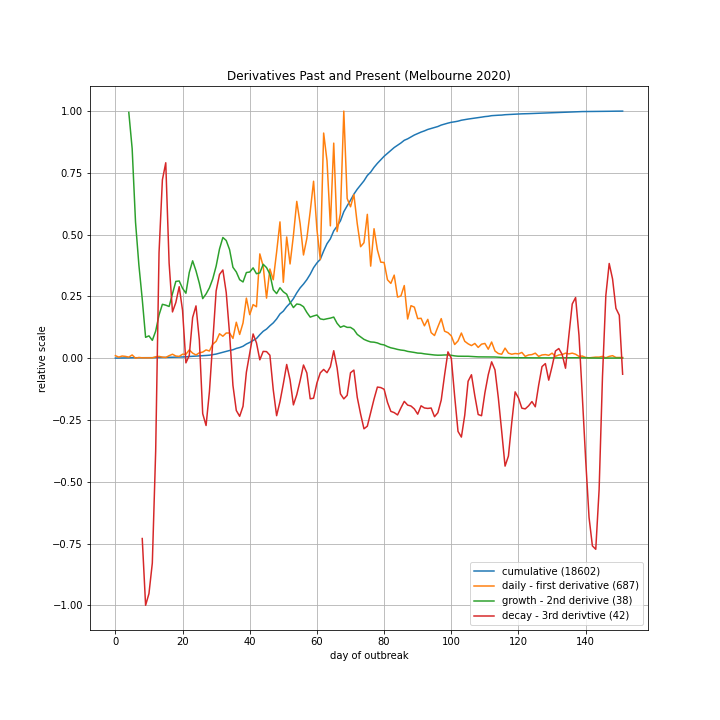 Derivatives Past and Present (Melbourne 2020)
1.00
0.75
0.50
0.25
0.00
−0.25
−0.50
−0.75
−1.00
relative scale
0 20 40 60 80 100 120 140
day of outbreak
cumulative (18602)
daily - first derivative (687)
growth - 2nd derivive (38)
decay - 3rd derivtive (42)